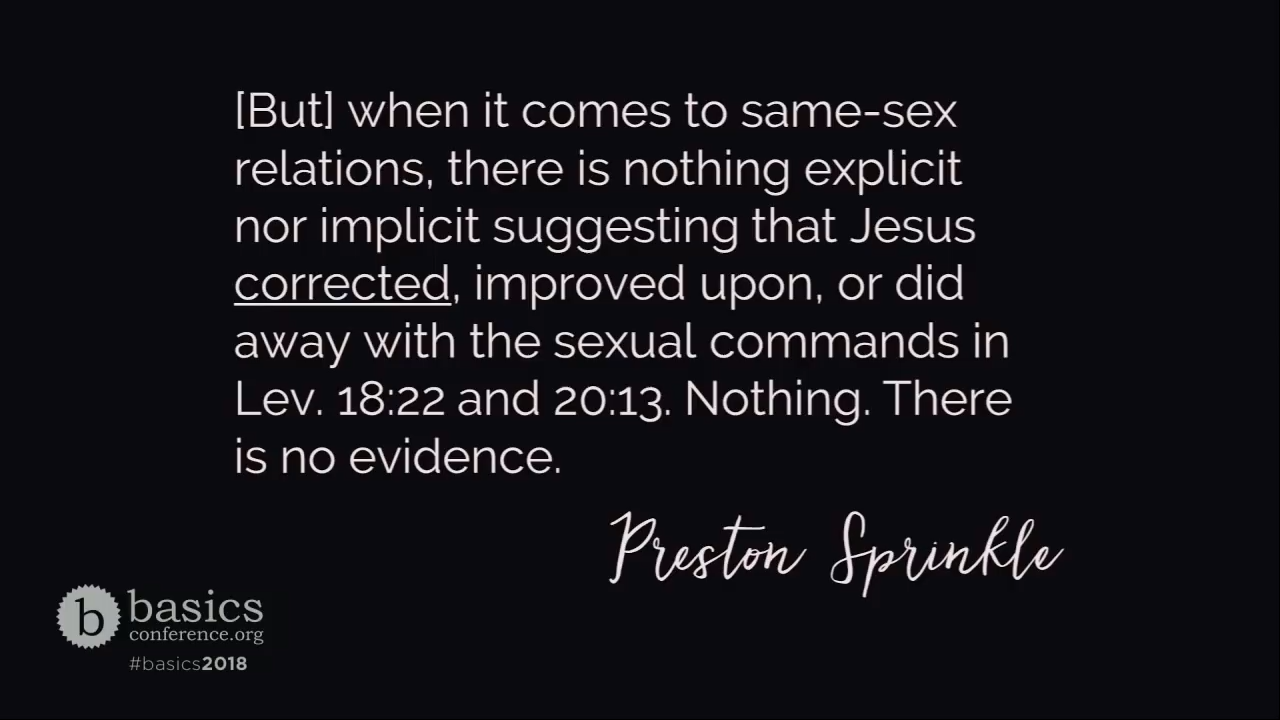 [But] when it comes to same-sex
relations, there is nothing explicit
nor implicit suggesting that Jesus
corrected, improved upon, or did
away with the sexual commands in
Lev. 18:22 and 20:13. Nothing. There
is no evidence.
Preston Sprinkle
b basics
conference.org
#basics2018